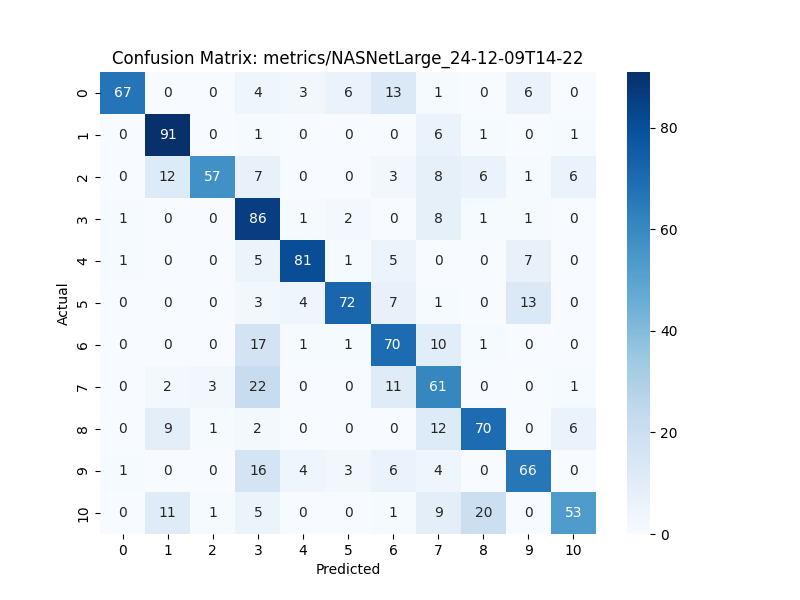 Confusion Matrix: metrics/NASNetLarge_24-12-09T14-22
0 67 0 0 4 3 6 13 1 0 6 0
1 0 91 0 1 0 0 0 6 1 0 1
2 0 12 57 7 0 0 3 8 6 1 6
3 1 0 0 86 1 2 0 8 1 1 0
4 1 0 0 5 81 1 5 0 0 7 0
5 0 0 0 3 4 72 7 1 0 13 0
6 0 0 0 17 1 1 70 10 1 0 0
7 0 2 3 22 0 0 11 61 0 0 1
8 0 9 1 2 0 0 0 12 70 0 6
9 1 0 0 16 4 3 6 4 0 66 0
10 0 11 1 5 0 0 1 9 20 0 53
0 1 2 3 4 5 6 7 8 9 10
Predicted
Actual
80
60
40
20
0